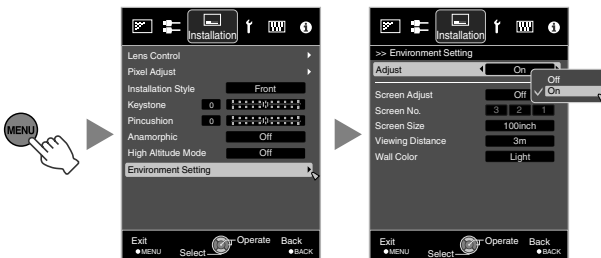 MENU
Installation
Lens Control
Pixel Adjust
Installation Style Front
Keystone 0
Pincushion 0
Anamorphic Off
High Altitude Mode Off
Environment Setting
Exit
MENU
Select
Operate
Back
BACK
Installation
>> Environment Setting
Adjust On
Off
On
Screen Adjust Off
Screen No. 3 2 1
Screen Size 100inch
Viewing Distance 3m
Wall Color Light
Exit
MENU
Select
Operate
Back
BACK